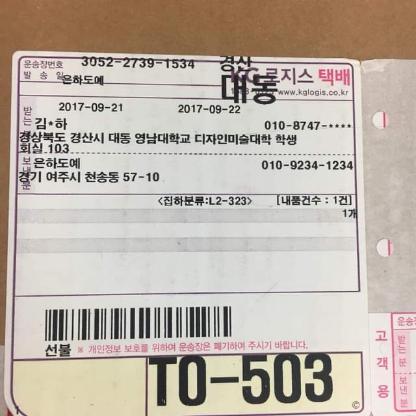 운송장번호 3052-2739-1534 경산
발 송 일 은하도예 KG로지스 택배
대동 www.kglogis.co.kr
2017-09-21 2017-09-22
받는분 김*하 010-8747-****
경상북도 경산시 대동 영남대학교 디자인미술대학 학생
회실 103
보낸분 은하도예 010-9234-1234
경기 여주시 천송동 57-10
<집하분류:L2-323> [내품건수 : 1건]
1개
선불 ※ 개인정보 보호를 위하여 운송장은 폐기하여 주시기 바랍니다.
TO-503
©
운송장
고객용
받는분
보낸분